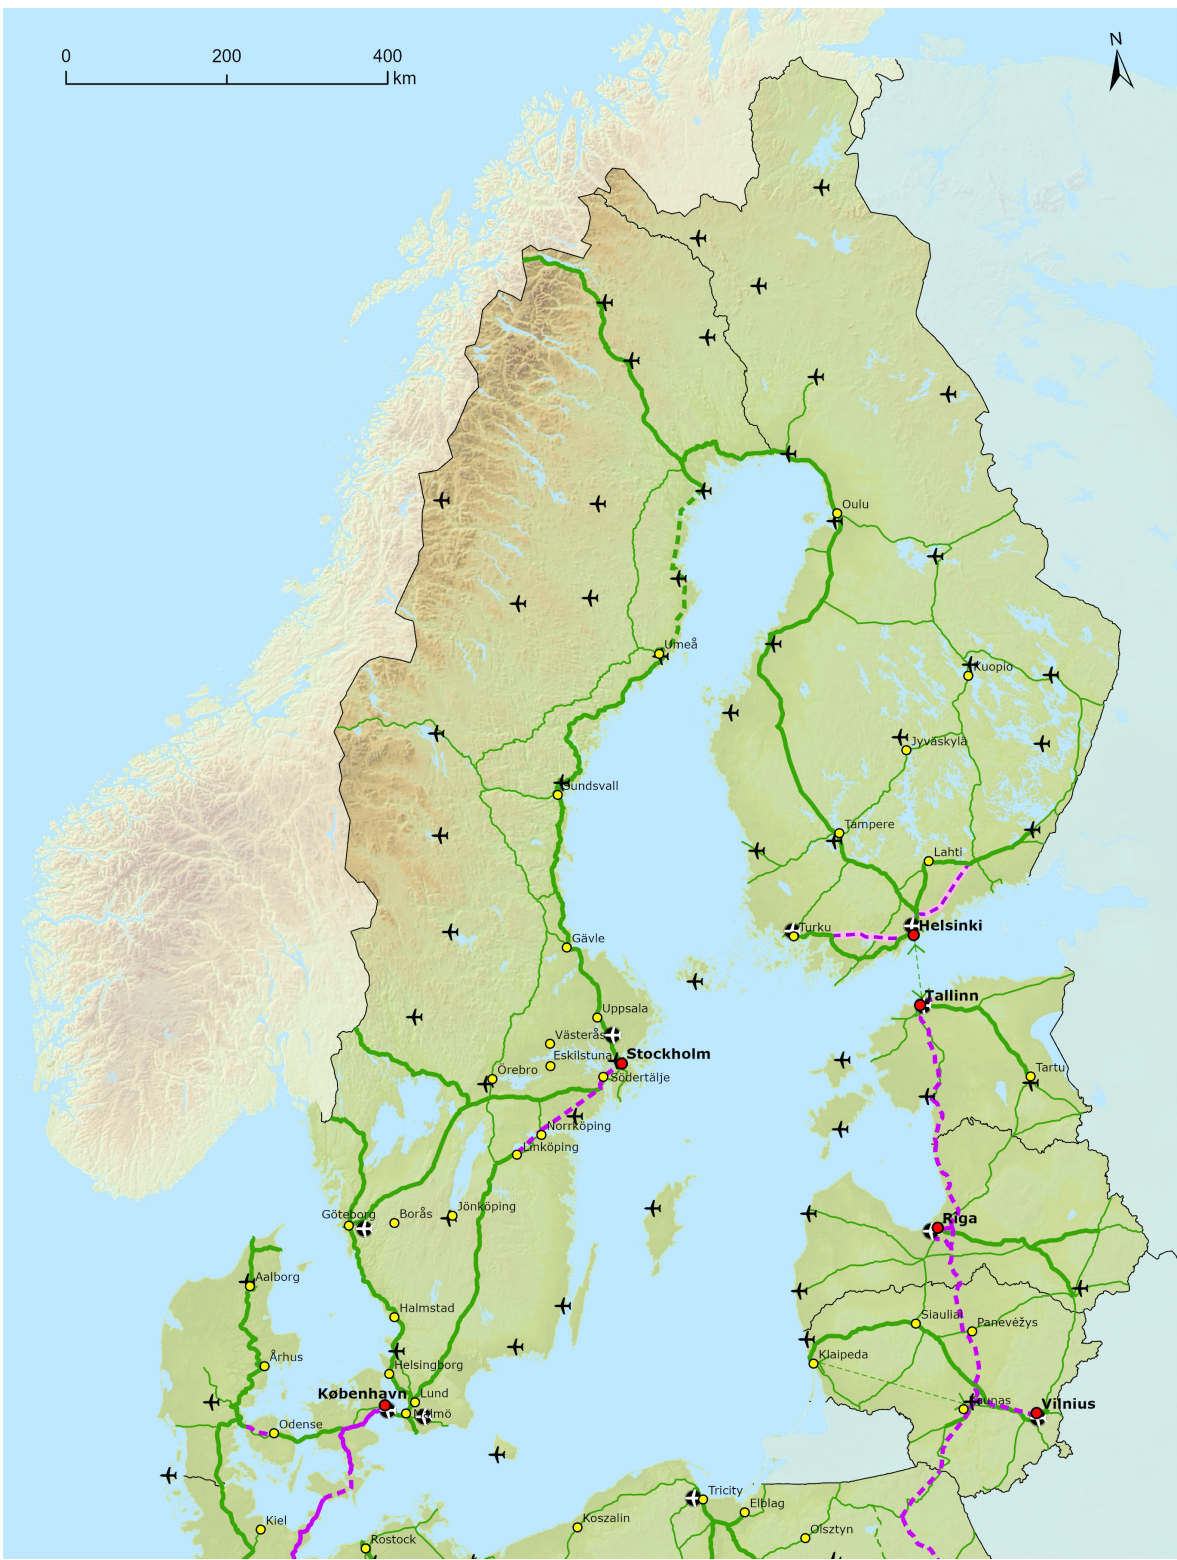 0 200 400
km
N
Oulu
Umeå
Kuopio
Jyväskylä
Sundsvall
Tampere
Lahti
Helsinki
Turku
Gävle
Tallinn
Uppsala
Västerås
Eskilstuna
Stockholm
Örebro
Södertälje
Tartu
Norrköping
Linköping
Göteborg
Borås
Jönköping
Riga
Aalborg
Halmstad
Siauliai
Panevėžys
Århus
Helsingborg
Klaipeda
København
Lund
Malmö
Kaunas
Vilnius
Odense
Tricity
Elblag
Kiel
Koszalin
Olsztyn
Rostock